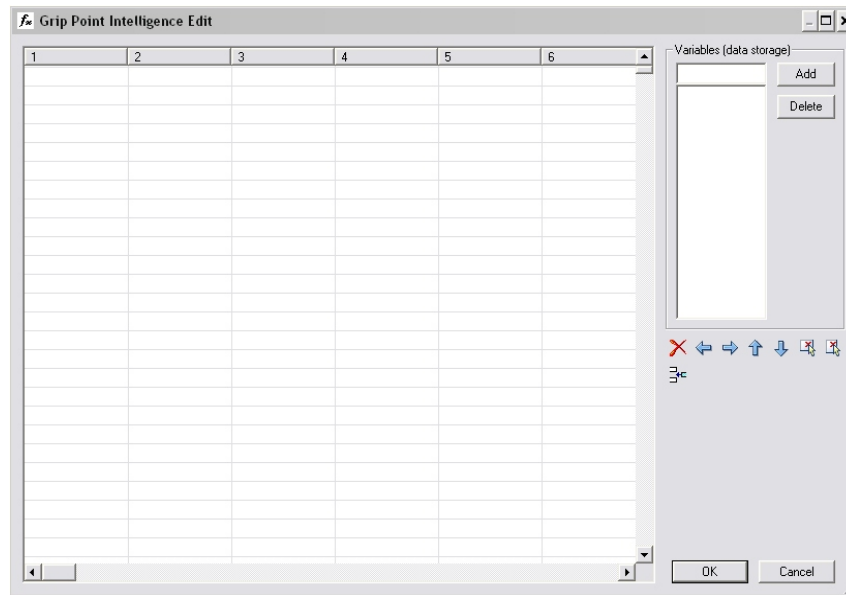 Grip Point Intelligence Edit
1 2 3 4 5 6
Variables (data storage)
Add
Delete
OK Cancel